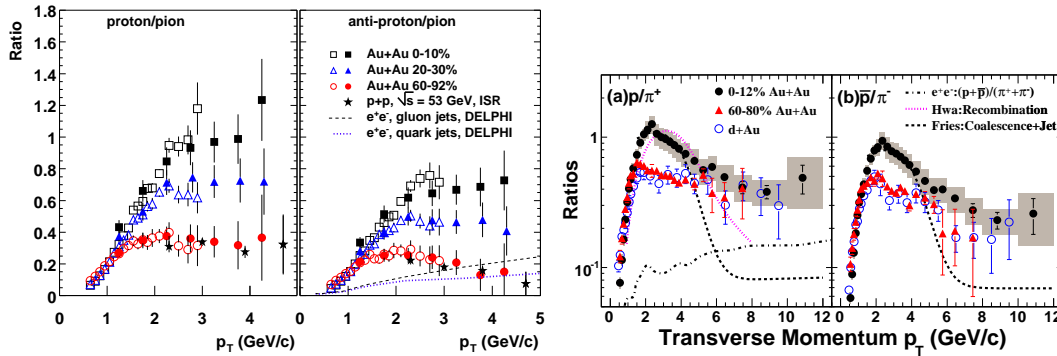 proton/pion
anti-proton/pion
Ratio
1.8
1.6
1.4
1.2
1
0.8
0.6
0.4
0.2
0
Au+Au 0-10%
Au+Au 20-30%
Au+Au 60-92%
p+p, √s = 53 GeV, ISR
e⁺e⁻, gluon jets, DELPHI
e⁺e⁻, quark jets, DELPHI
0 1 2 3 4
0 1 2 3 4 5
p_T (GeV/c)
p_T (GeV/c)
(a)p/π⁺
0-12% Au+Au
60-80% Au+Au
d+Au
(b)p̅/π⁻
e⁺e⁻:(p+p̅)/(π⁺+π⁻)
Hwa:Recombination
Fries:Coalescence+Jet
Ratios
1
10⁻¹
0 2 4 6 8 10 12
0 2 4 6 8 10 12
Transverse Momentum p_T (GeV/c)